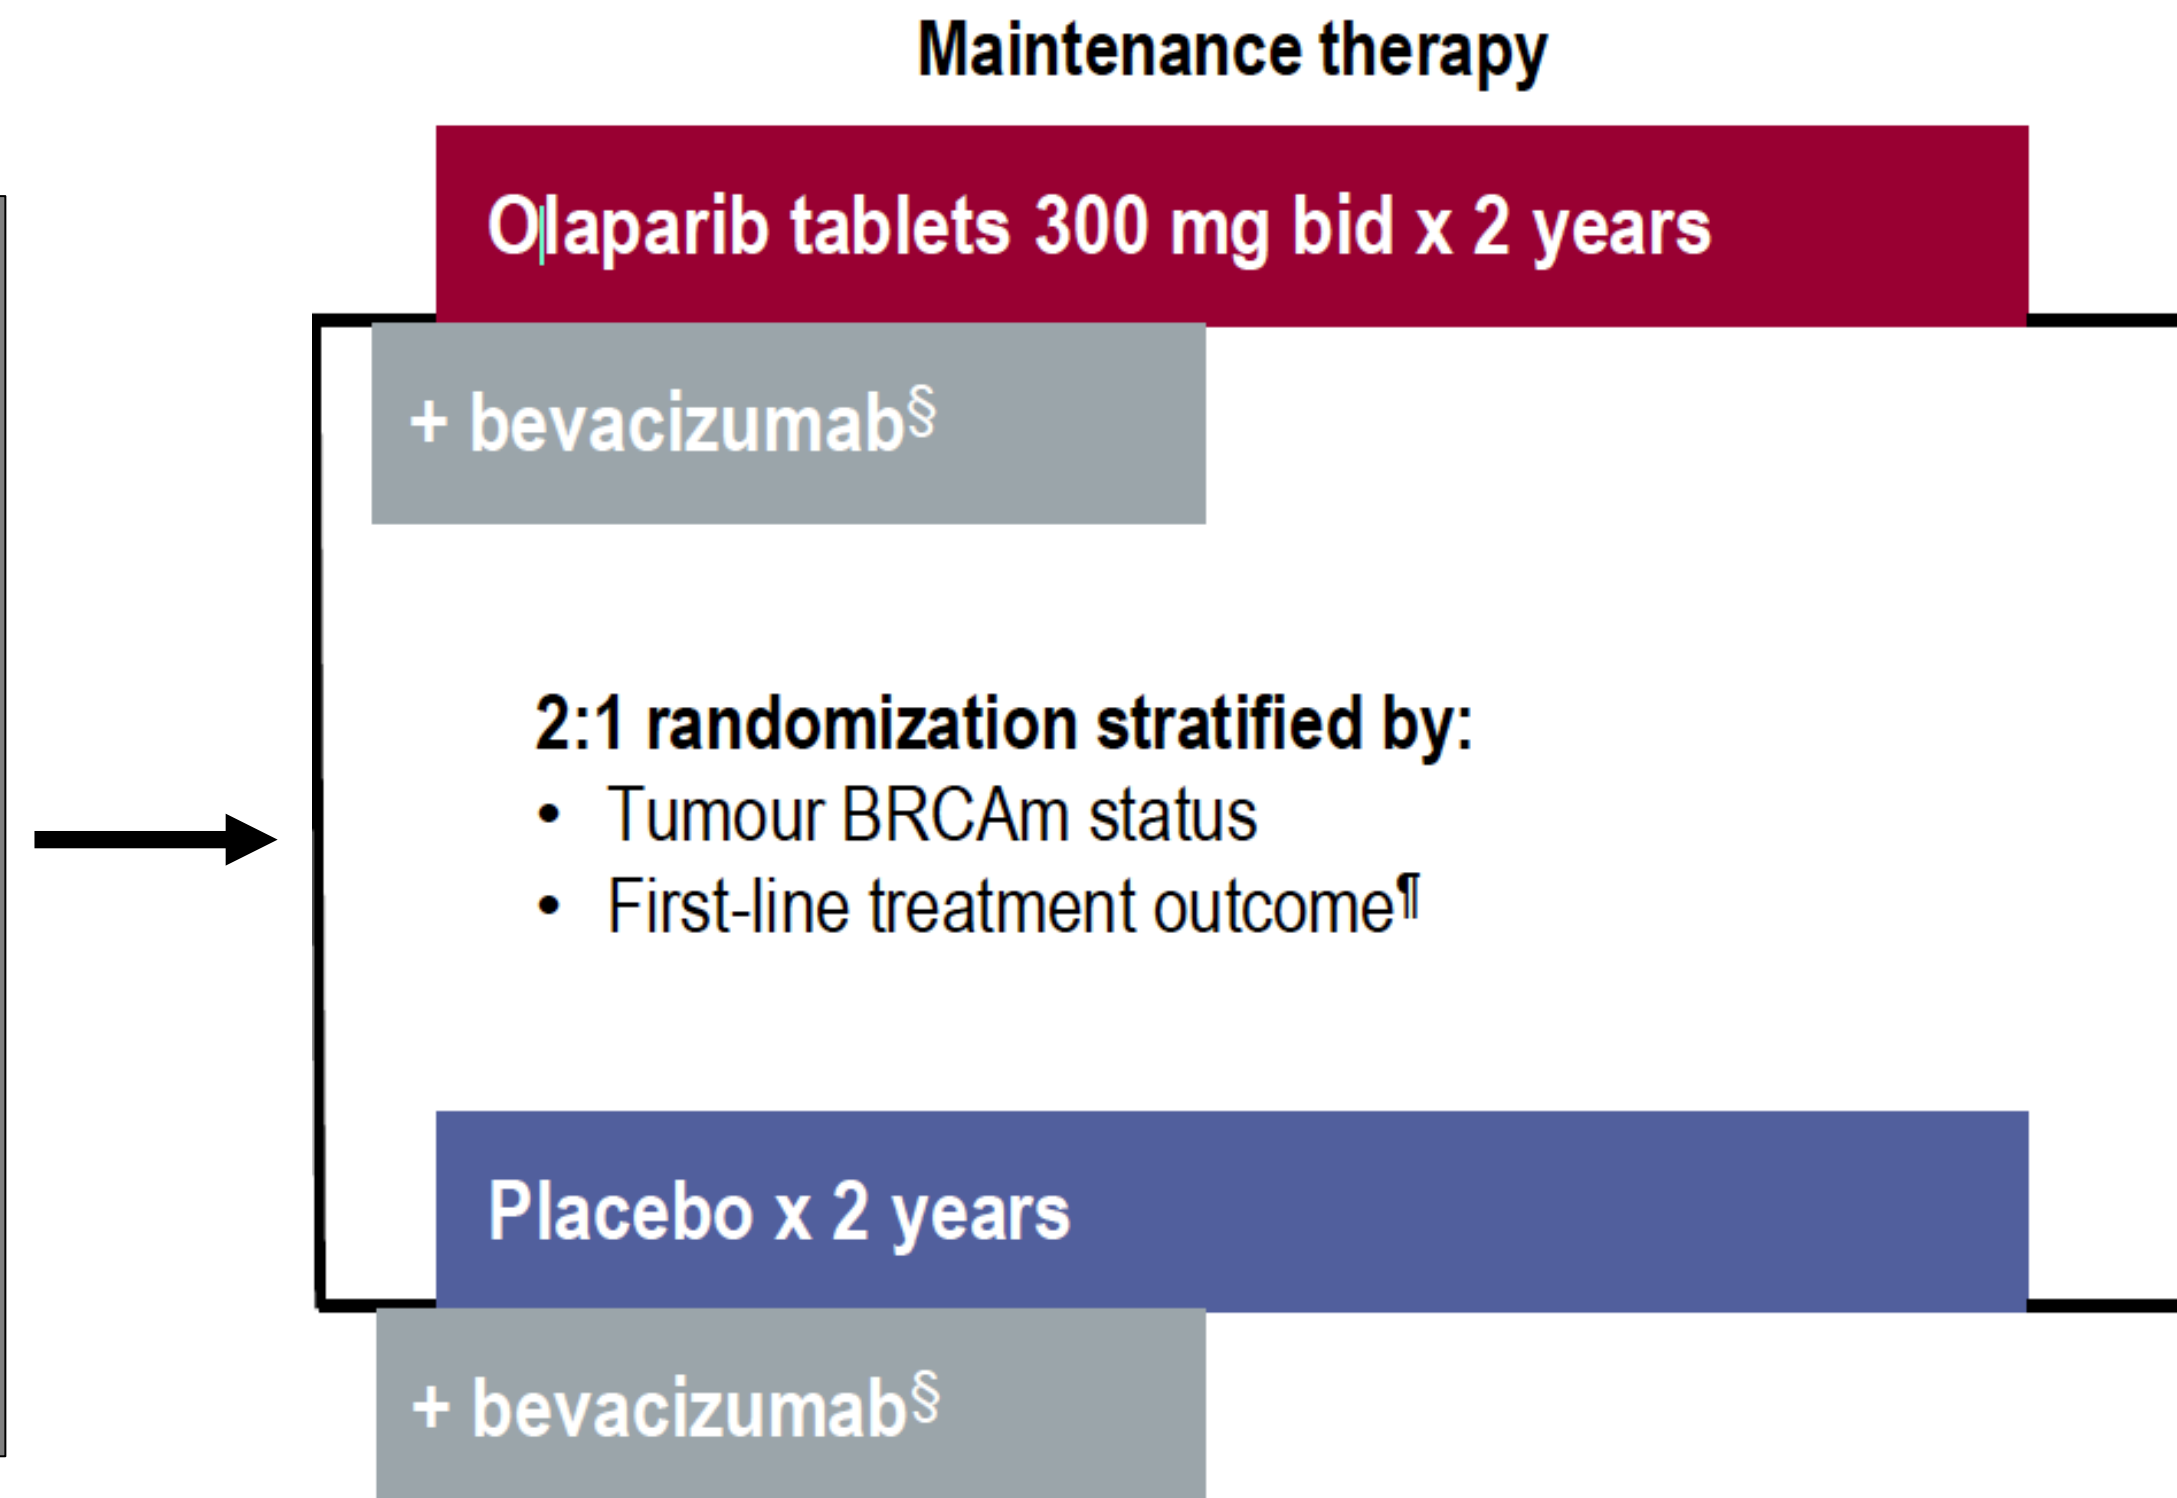 Maintenance therapy
Olaparib tablets 300 mg bid x 2 years
+ bevacizumab§
2:1 randomization stratified by:
• Tumour BRCAm status
• First-line treatment outcome¶
Placebo x 2 years
+ bevacizumab§